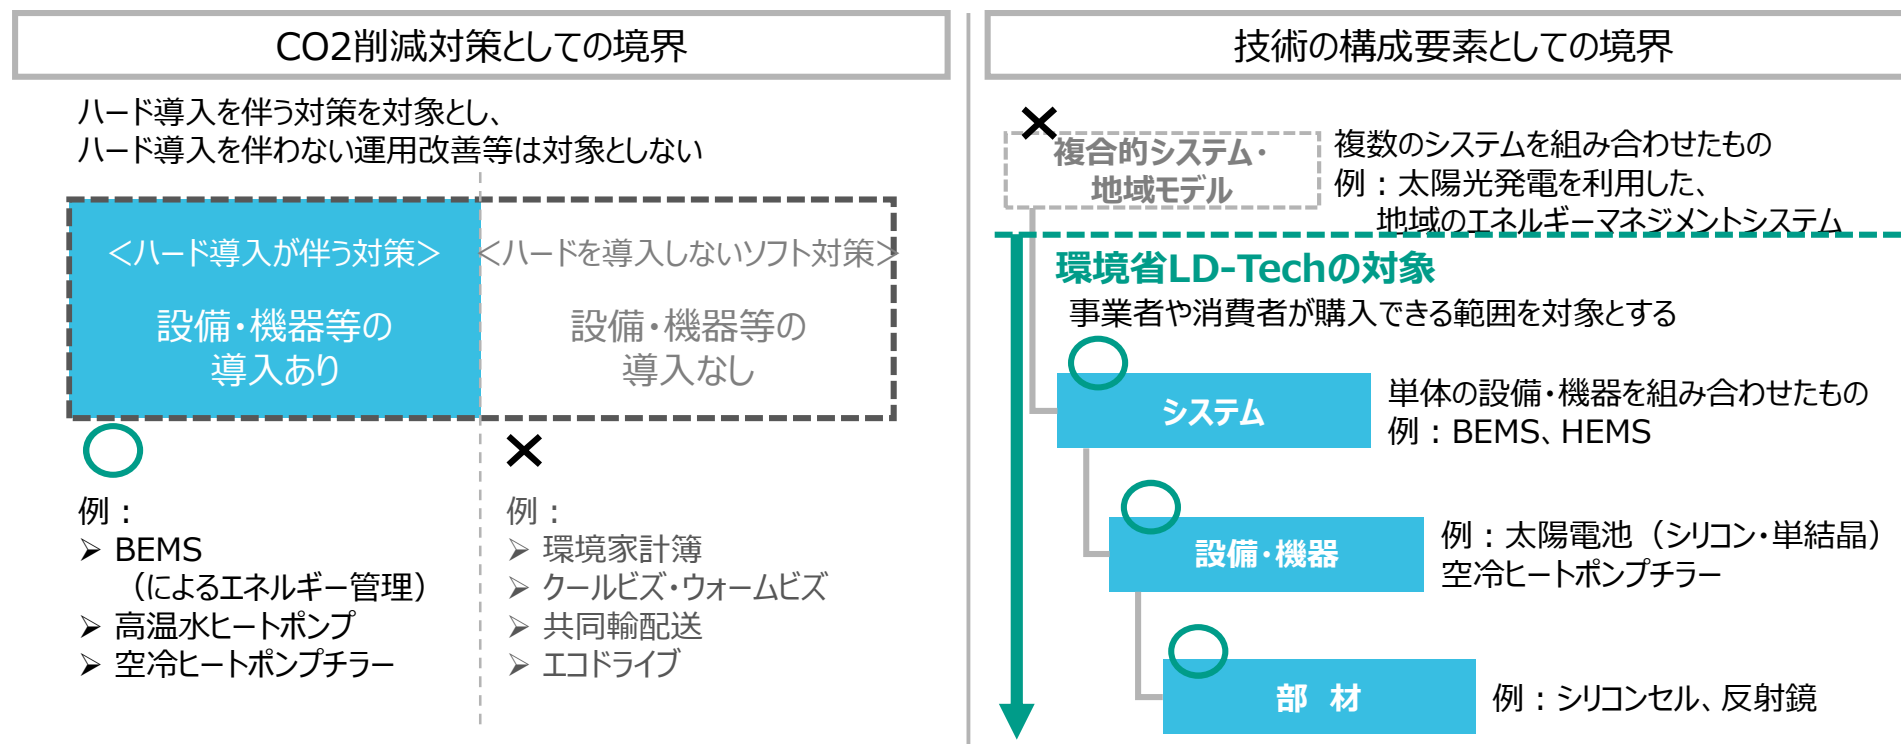 CO2削減対策としての境界
ハード導入を伴う対策を対象とし、
ハード導入を伴わない運用改善等は対象としない
＜ハード導入が伴う対策＞
設備・機器等の
導入あり
＜ハードを導入しないソフト対策＞
設備・機器等の
導入なし
例：
➢ BEMS
（によるエネルギー管理）
➢ 高温水ヒートポンプ
➢ 空冷ヒートポンプチラー
例：
➢ 環境家計簿
➢ クールビズ・ウォームビズ
➢ 共同輸配送
➢ エコドライブ
技術の構成要素としての境界
複合的システム・
地域モデル
複数のシステムを組み合わせたもの
例：太陽光発電を利用した、
地域のエネルギーマネジメントシステム
環境省LD-Techの対象
事業者や消費者が購入できる範囲を対象とする
システム
単体の設備・機器を組み合わせたもの
例：BEMS、HEMS
設備・機器
例：太陽電池（シリコン・単結晶）
空冷ヒートポンプチラー
部 材
例：シリコンセル、反射鏡